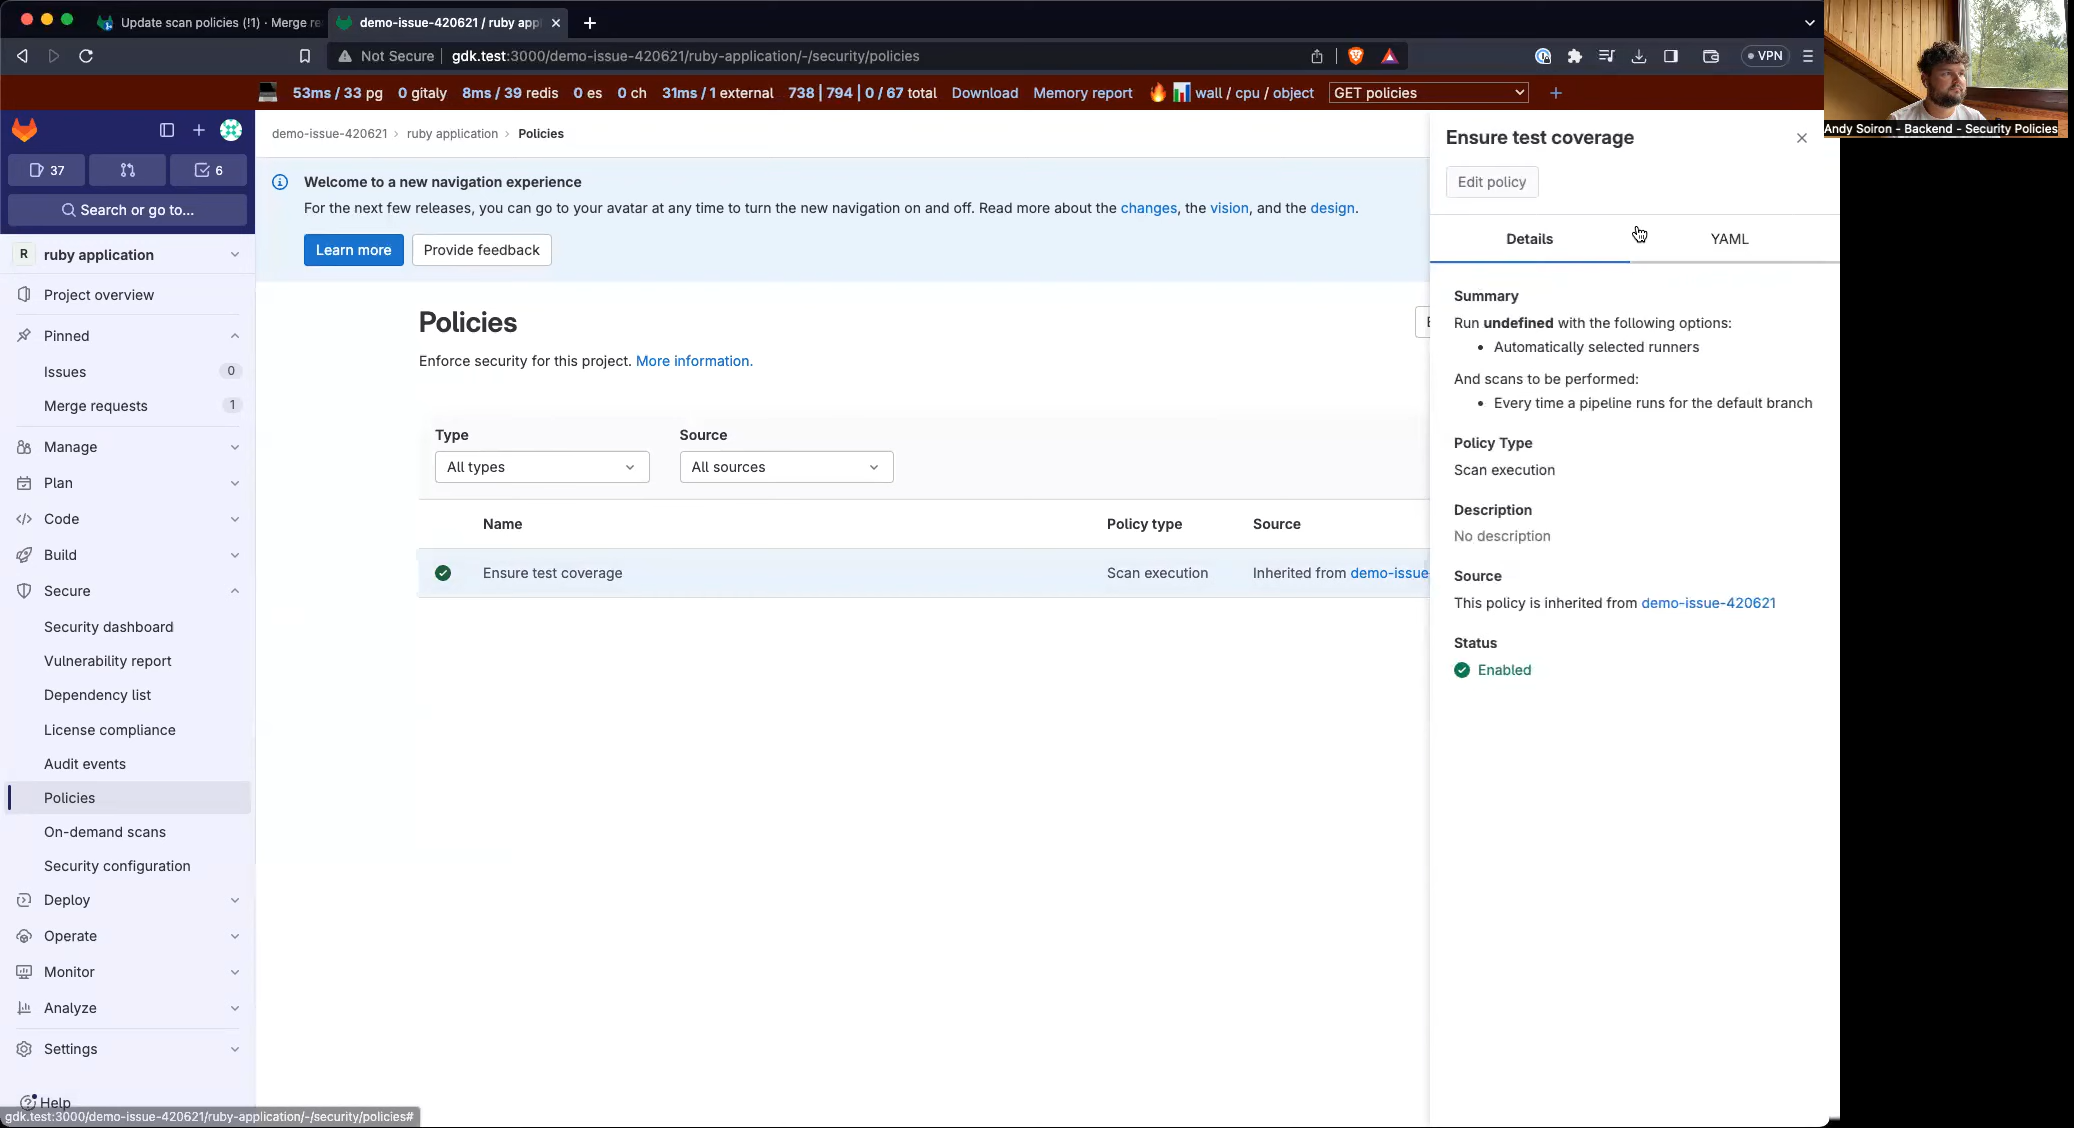 Update scan policies (!1) · Merge re
demo-issue-420621 / ruby app
Not Secure
gdk.test:3000/demo-issue-420621/ruby-application/-/security/policies
VPN
53ms / 33 pg
0 gitaly
8ms / 39 redis
0 es
0 ch
31ms / 1 external
738 | 794 | 0 / 67 total
Download
Memory report
wall / cpu / object
GET policies
+
Andy Soiron - Backend - Security Policies
37
6
Search or go to...
R ruby application
Project overview
Pinned
Issues 0
Merge requests 1
Manage
Plan
Code
Build
Secure
Security dashboard
Vulnerability report
Dependency list
License compliance
Audit events
Policies
On-demand scans
Security configuration
Deploy
Operate
Monitor
Analyze
Settings
Help
gdk.test:3000/demo-issue-420621/ruby-application/-/security/policies#
demo-issue-420621 › ruby application › Policies
Welcome to a new navigation experience
For the next few releases, you can go to your avatar at any time to turn the new navigation on and off. Read more about the changes, the vision, and the design.
Learn more
Provide feedback
Policies
Enforce security for this project. More information.
Type
Source
All types
All sources
Name
Policy type
Source
Ensure test coverage
Scan execution
Inherited from demo-issue
Ensure test coverage
Edit policy
Details
YAML
Summary
Run undefined with the following options:
• Automatically selected runners
And scans to be performed:
• Every time a pipeline runs for the default branch
Policy Type
Scan execution
Description
No description
Source
This policy is inherited from demo-issue-420621
Status
Enabled